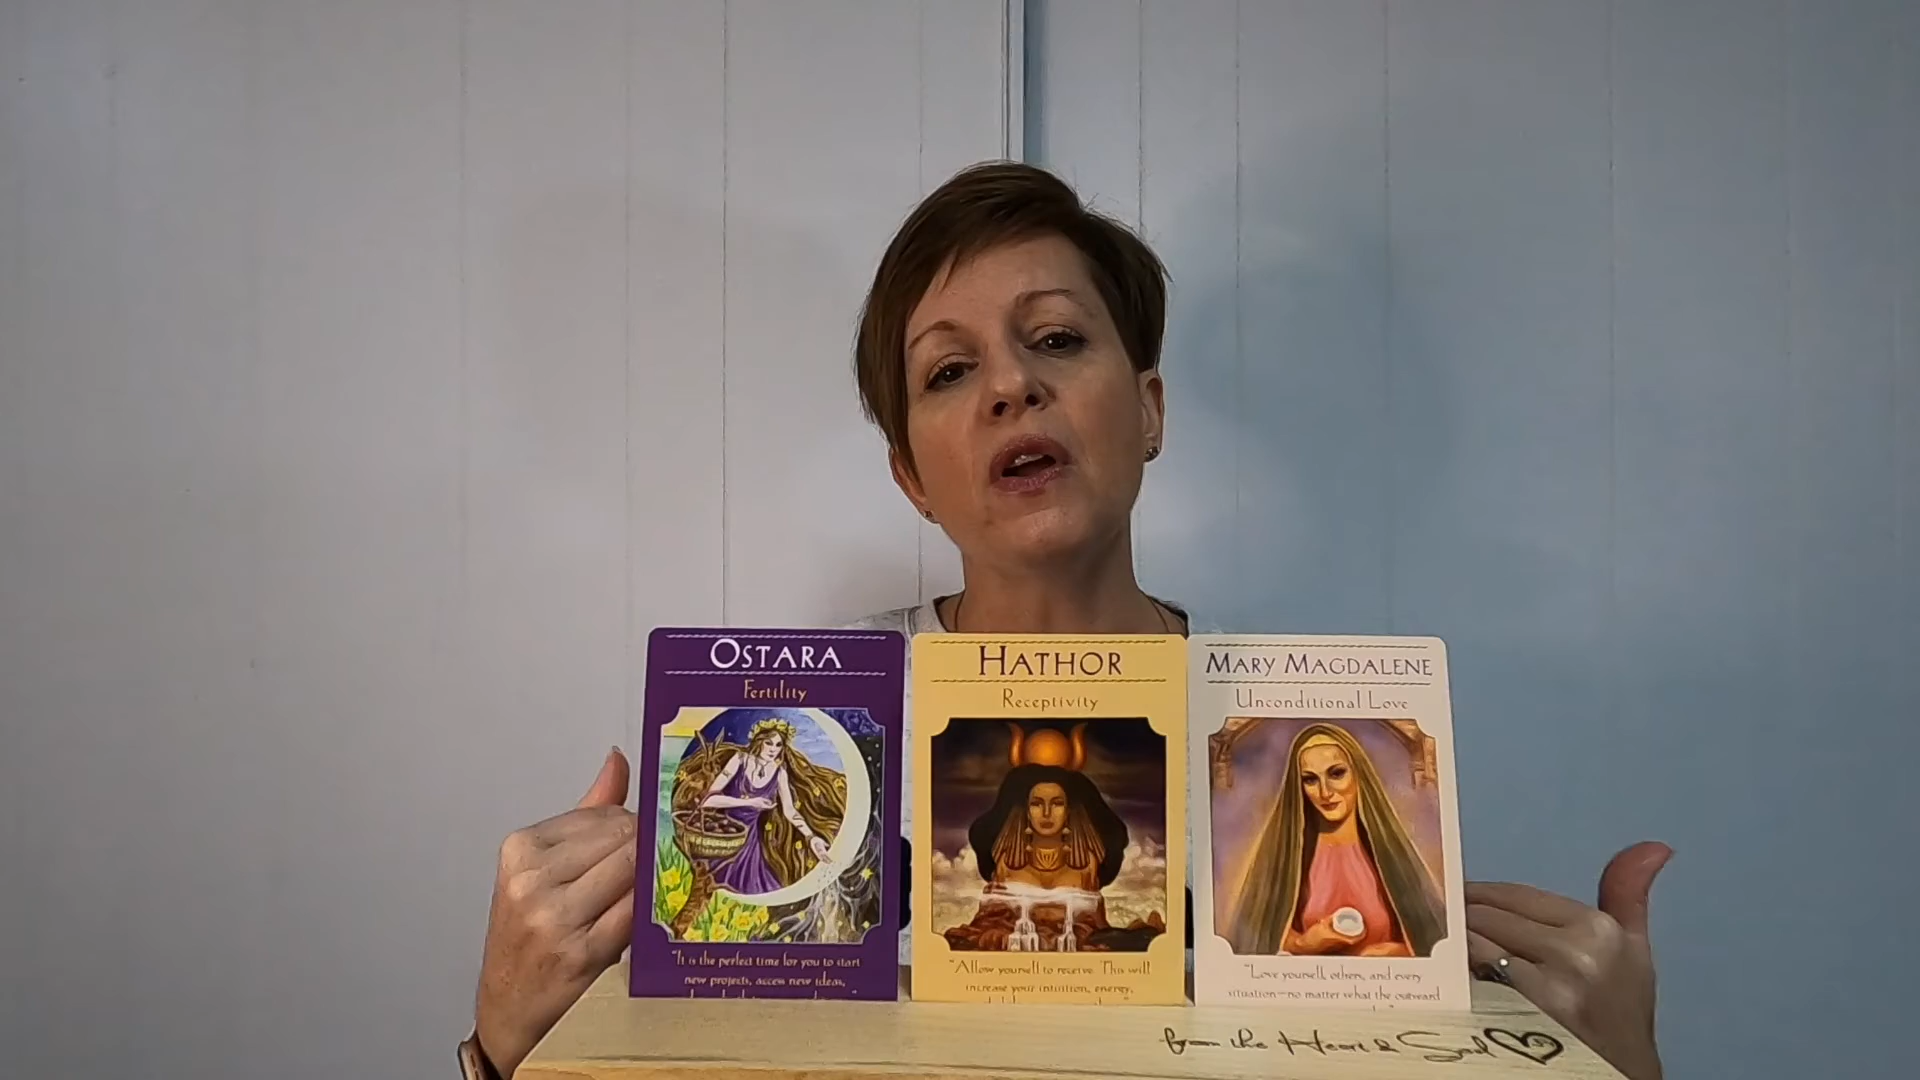 OSTARA
Fertility
"It is the perfect time for you to start
new projects, access new ideas,
HATHOR
Receptivity
"Allow yourself to receive. This will
increase your intuition, energy,
MARY MAGDALENE
Unconditional Love
"Love yourself, others, and every
situation—no matter what the outward
from the Heart & Soul